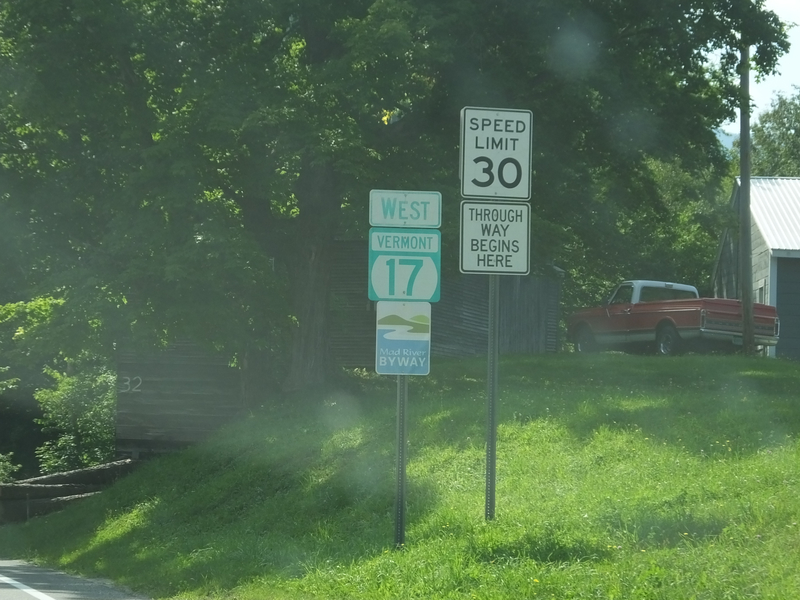 SPEED
LIMIT
30
THROUGH
WAY
BEGINS
HERE
WEST
VERMONT
17
Mad River
BYWAY
32